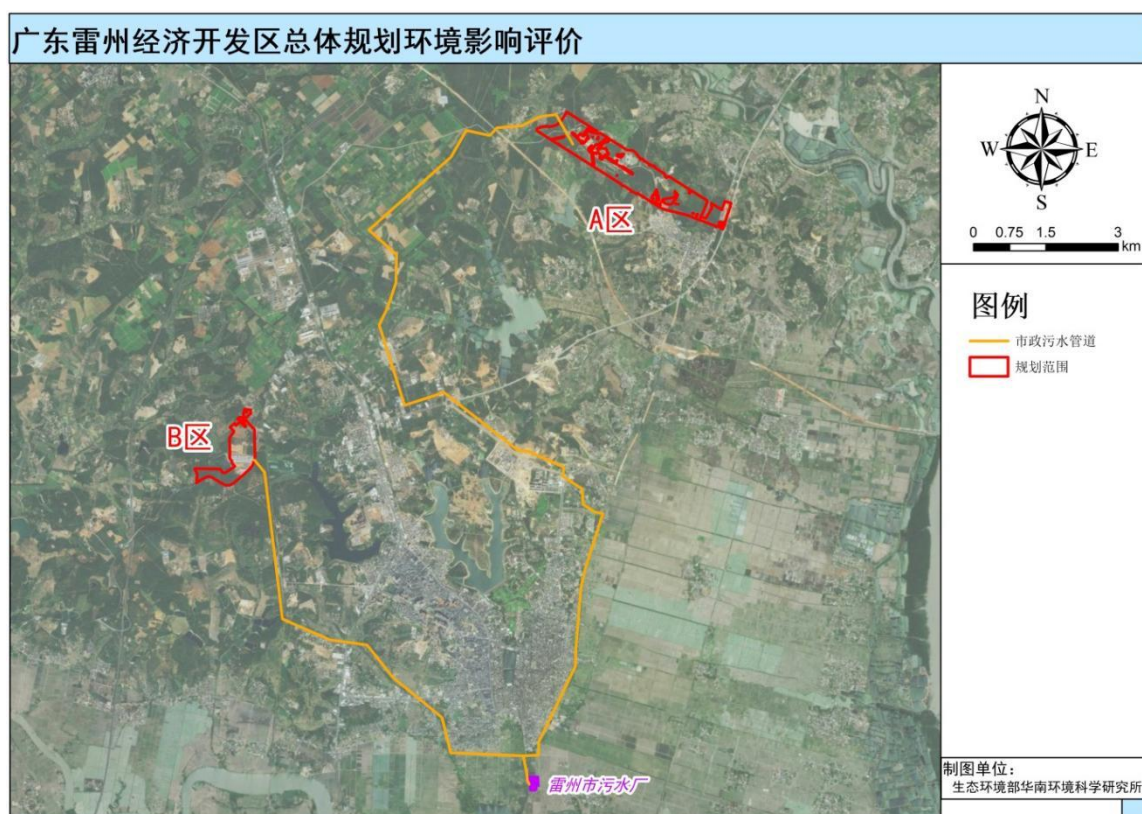 广东雷州经济开发区总体规划环境影响评价
N
W E
S
0 0.75 1.5 3
km
A区
B区
图例
市政污水管道
规划范围
雷州市污水厂
制图单位：
生态环境部华南环境科学研究所